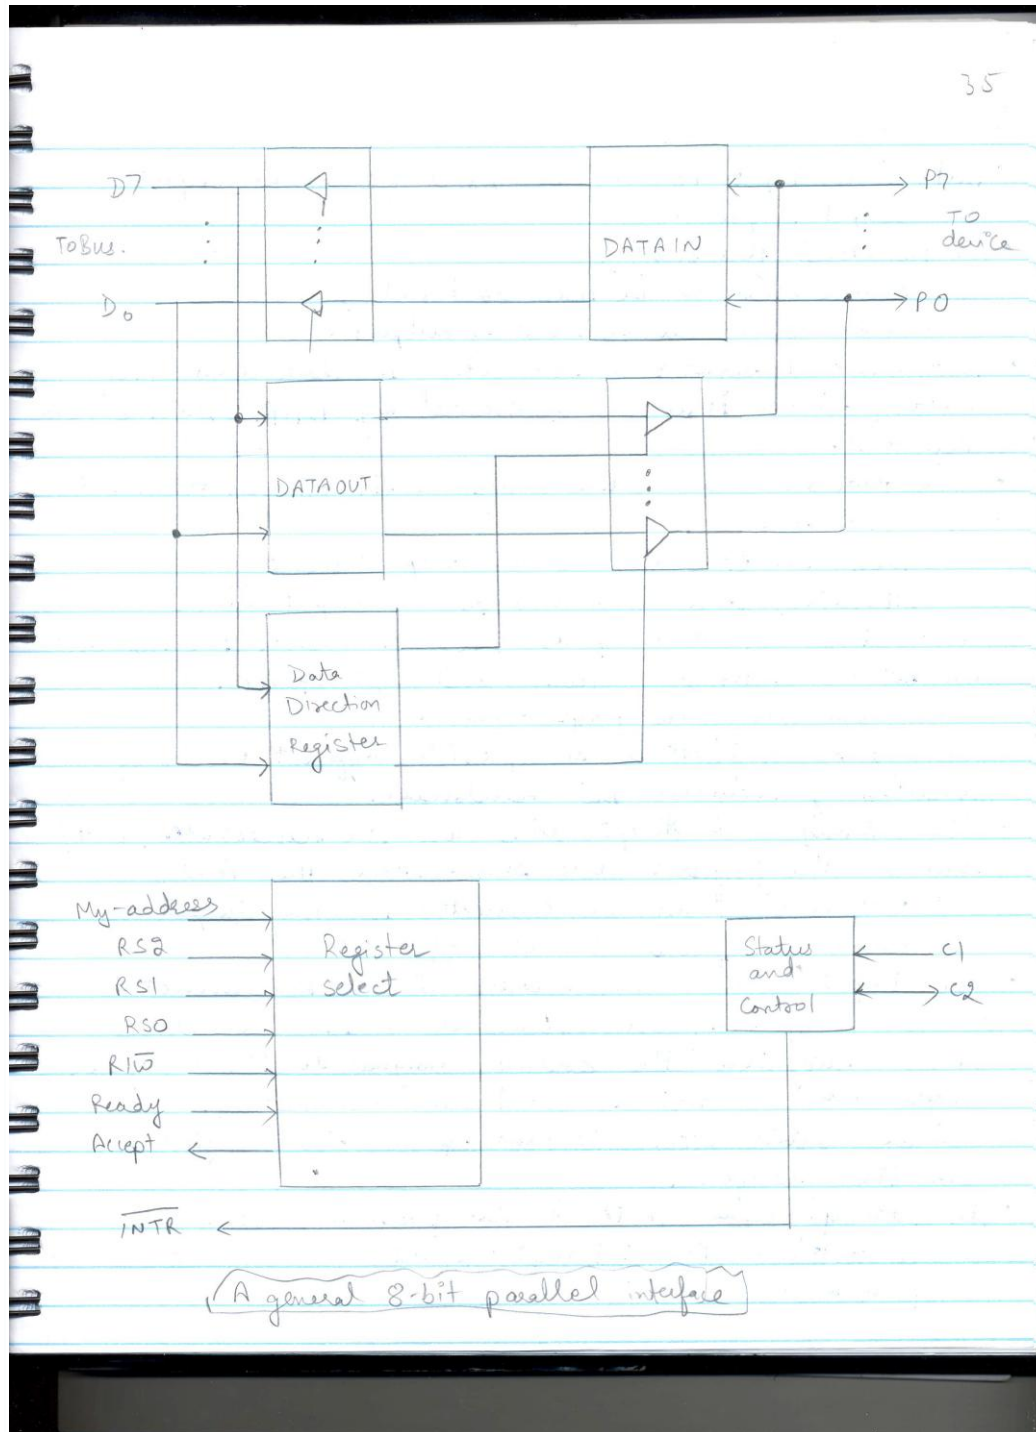 35
D7
P7
To Bus.
TO
device
DATAIN
D0
P0
DATAOUT
Data
Direction
Register
My-address
RS2
RS1
RS0
R/W̅
Ready
Accept
Register
select
Status
and
Control
C1
C2
I̅N̅T̅R̅
A general 8-bit parallel interface